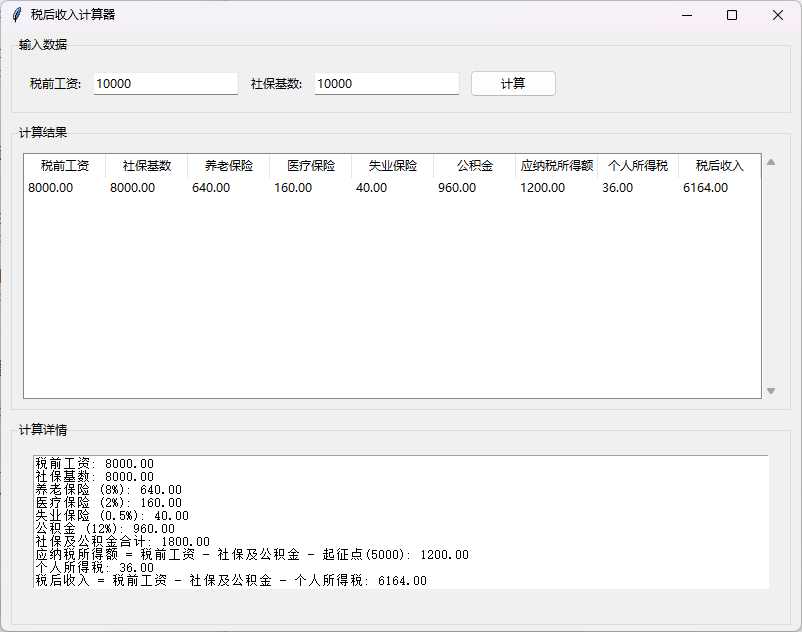 税后收入计算器
输入数据
税前工资: 10000 社保基数: 10000 计算
计算结果
税前工资 社保基数 养老保险 医疗保险 失业保险 公积金 应纳税所得额 个人所得税 税后收入
8000.00 8000.00 640.00 160.00 40.00 960.00 1200.00 36.00 6164.00
计算详情
税前工资: 8000.00
社保基数: 8000.00
养老保险 (8%): 640.00
医疗保险 (2%): 160.00
失业保险 (0.5%): 40.00
公积金 (12%): 960.00
社保及公积金合计: 1800.00
应纳税所得额 = 税前工资 - 社保及公积金 - 起征点(5000): 1200.00
个人所得税: 36.00
税后收入 = 税前工资 - 社保及公积金 - 个人所得税: 6164.00